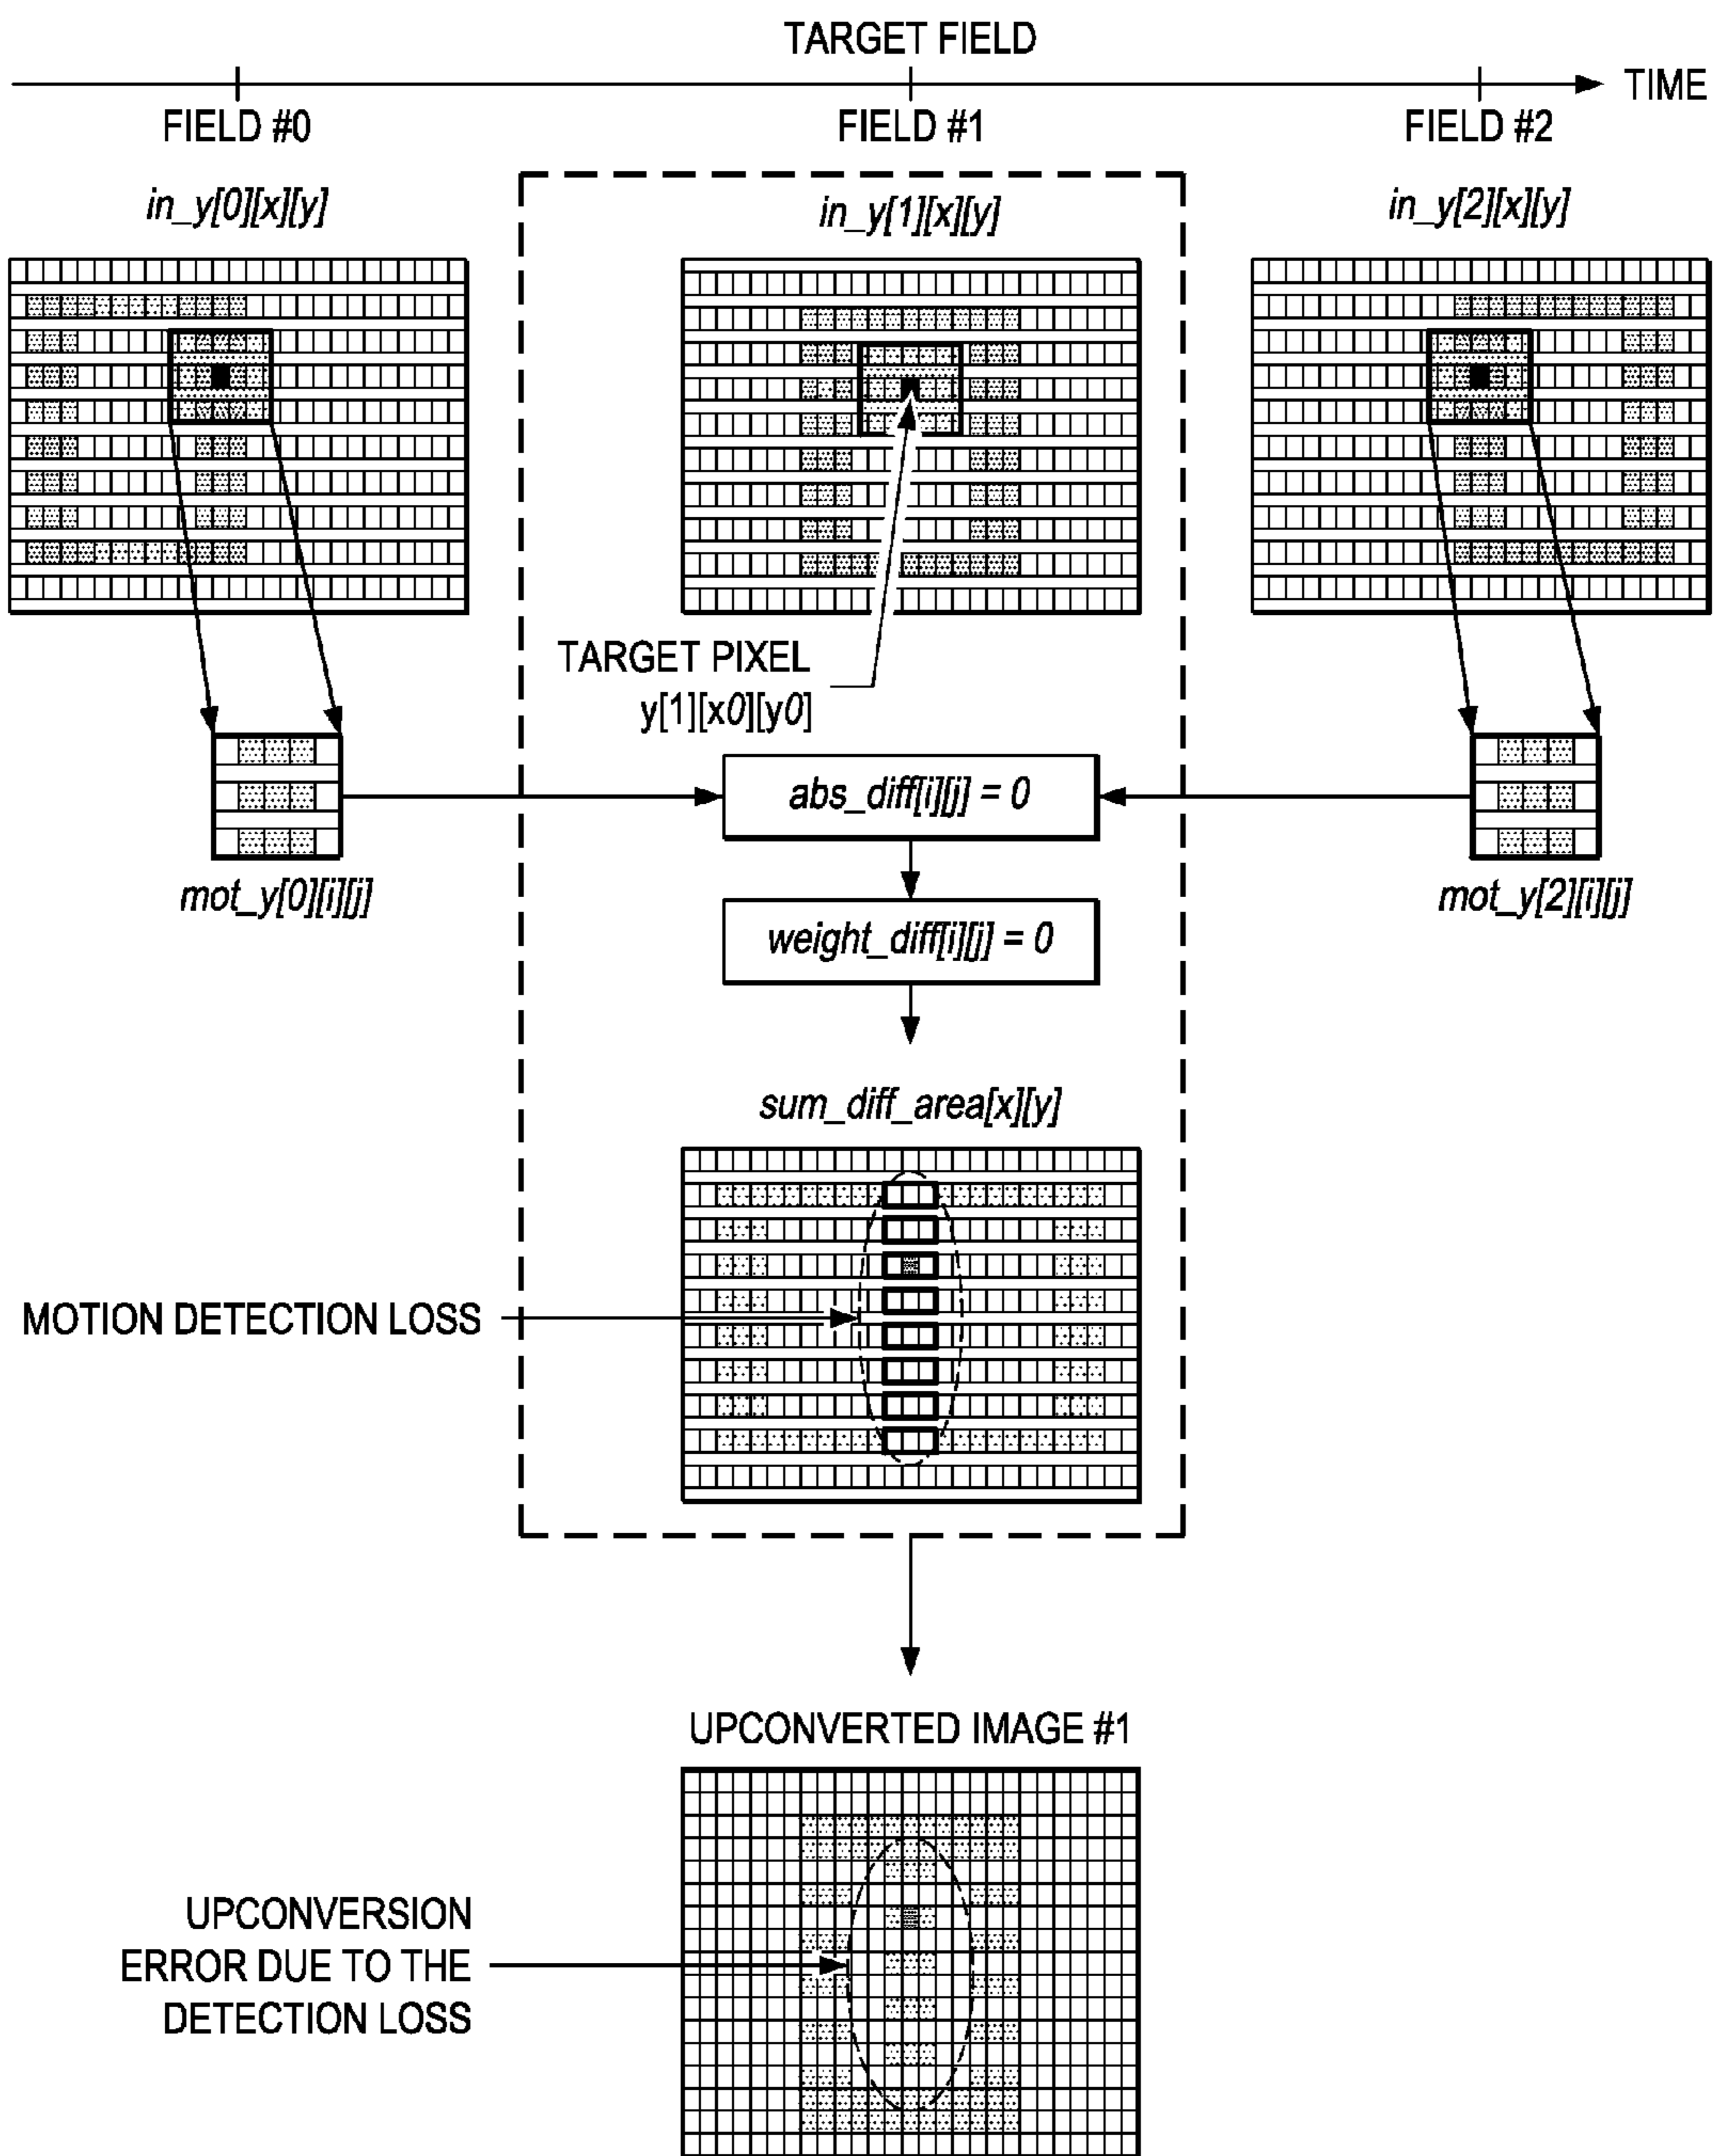 TARGET FIELD
TIME
FIELD #0
FIELD #1
FIELD #2
in_y[0][x][y]
in_y[1][x][y]
in_y[2][x][y]
TARGET PIXEL
y[1][x0][y0]
abs_diff[i][j] = 0
mot_y[0][i][j]
mot_y[2][i][j]
weight_diff[i][j] = 0
sum_diff_area[x][y]
MOTION DETECTION LOSS
UPCONVERTED IMAGE #1
UPCONVERSION
ERROR DUE TO THE
DETECTION LOSS